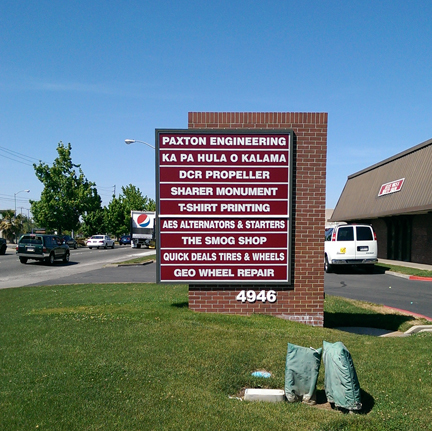 PAXTON ENGINEERING
KA PA HULA O KALAMA
DCR PROPELLER
SHARER MONUMENT
T-SHIRT PRINTING
AES ALTERNATORS & STARTERS
THE SMOG SHOP
QUICK DEALS TIRES & WHEELS
GEO WHEEL REPAIR
4946